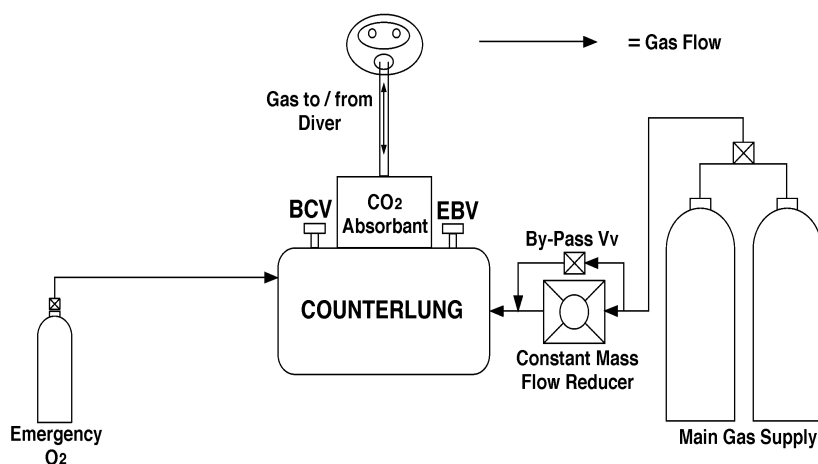 = Gas Flow
Gas to / from
Diver
CO2
Absorbant
BCV
EBV
By-Pass Vv
COUNTERLUNG
Constant Mass
Flow Reducer
Emergency
O2
Main Gas Supply